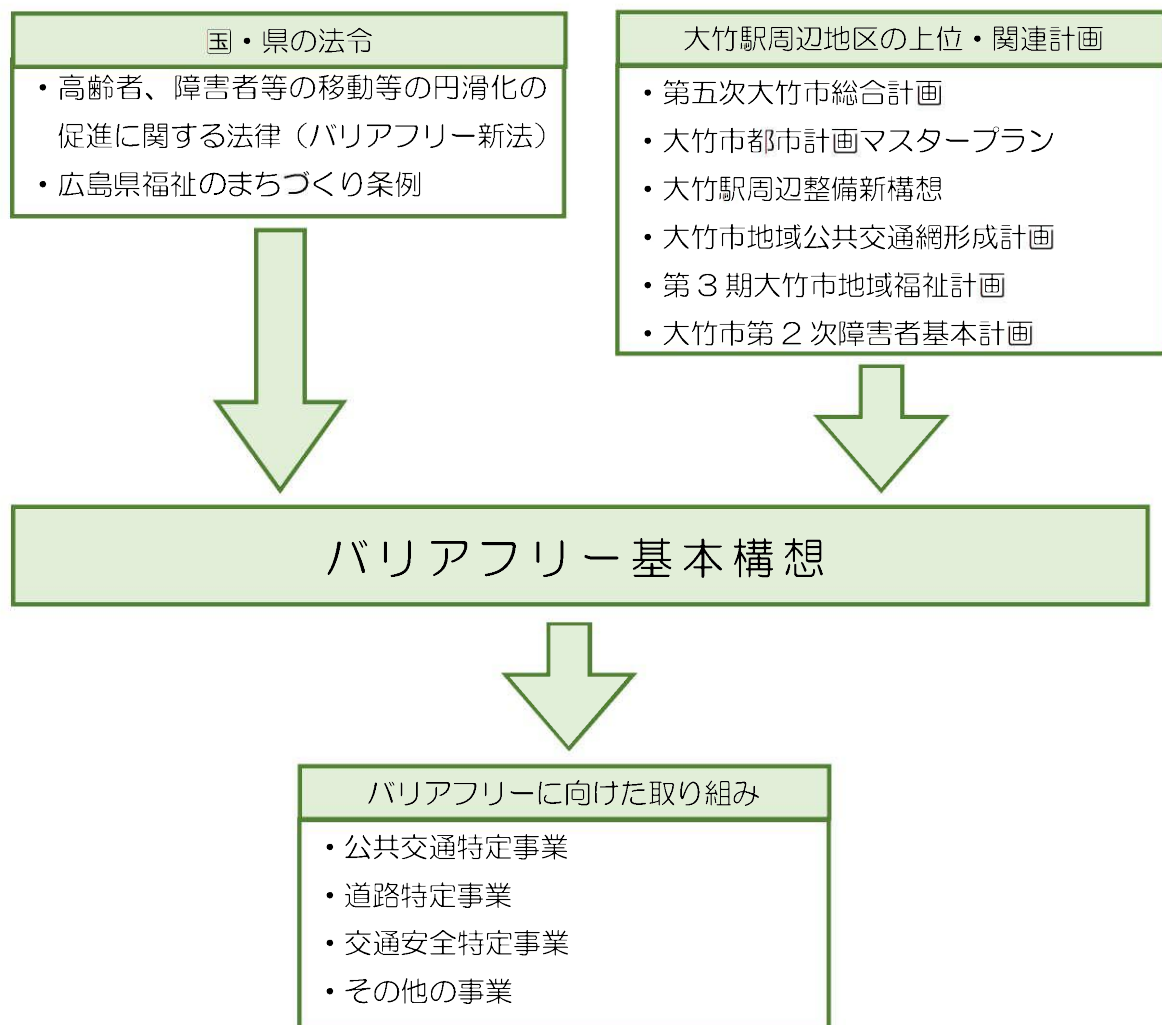 国・県の法令
・高齢者、障害者等の移動等の円滑化の
促進に関する法律（バリアフリー新法）
・広島県福祉のまちづくり条例
大竹駅周辺地区の上位・関連計画
・第五次大竹市総合計画
・大竹市都市計画マスタープラン
・大竹駅周辺整備新構想
・大竹市地域公共交通網形成計画
・第３期大竹市地域福祉計画
・大竹市第２次障害者基本計画
バリアフリー基本構想
バリアフリーに向けた取り組み
・公共交通特定事業
・道路特定事業
・交通安全特定事業
・その他の事業